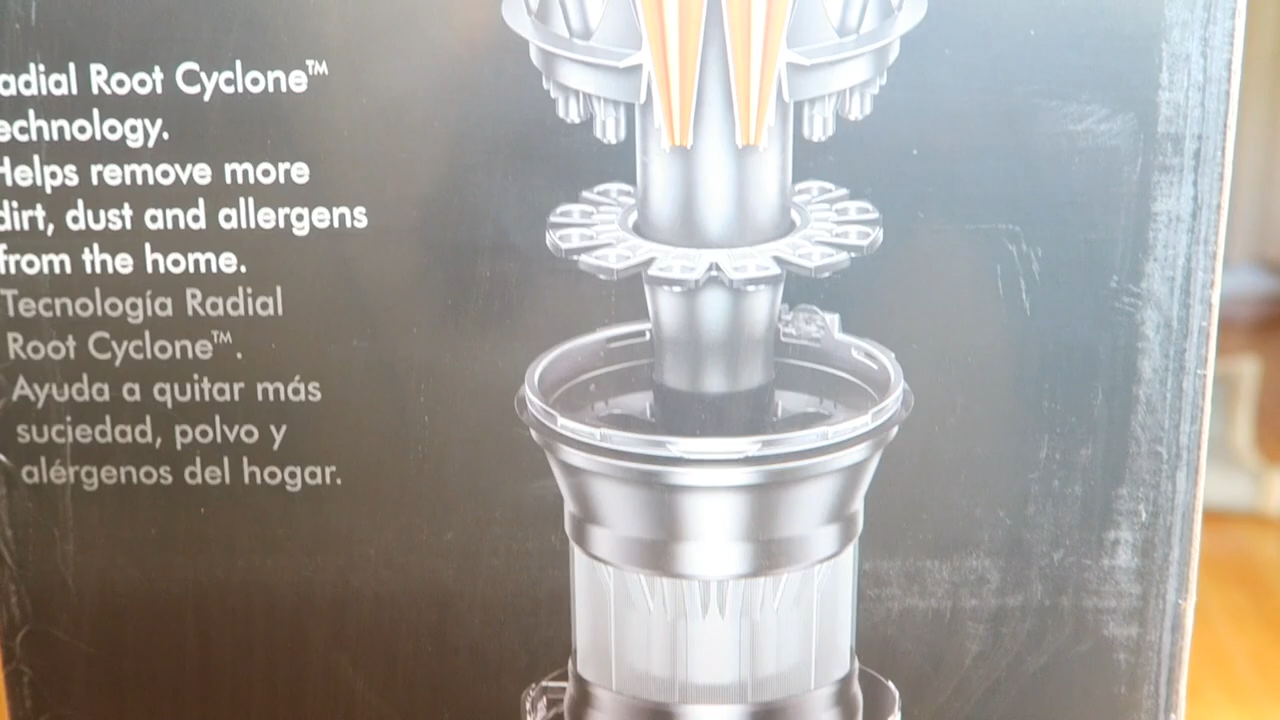 adial Root Cyclone™
echnology.
Helps remove more
dirt, dust and allergens
from the home.
Tecnología Radial
Root Cyclone™.
Ayuda a quitar más
suciedad, polvo y
alérgenos del hogar.